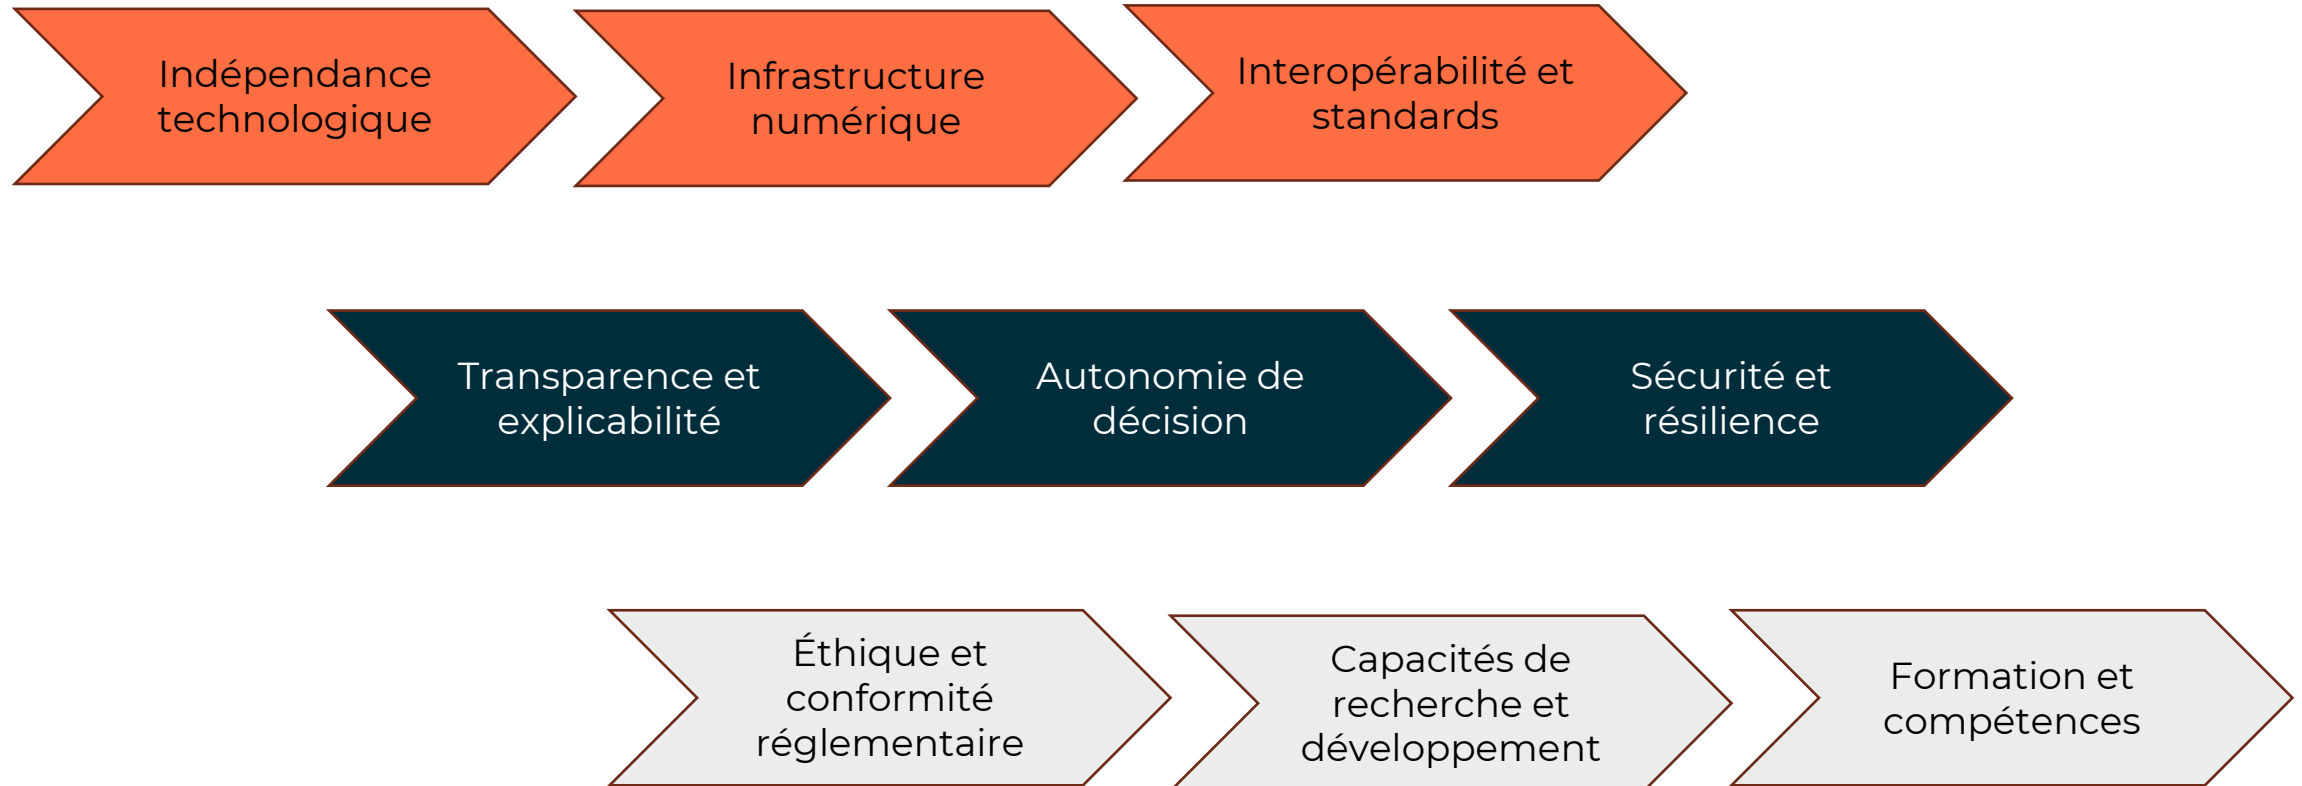 Indépendance
technologique
Infrastructure
numérique
Interopérabilité et
standards
Transparence et
explicabilité
Autonomie de
décision
Sécurité et
résilience
Éthique et
conformité
réglementaire
Capacités de
recherche et
développement
Formation et
compétences